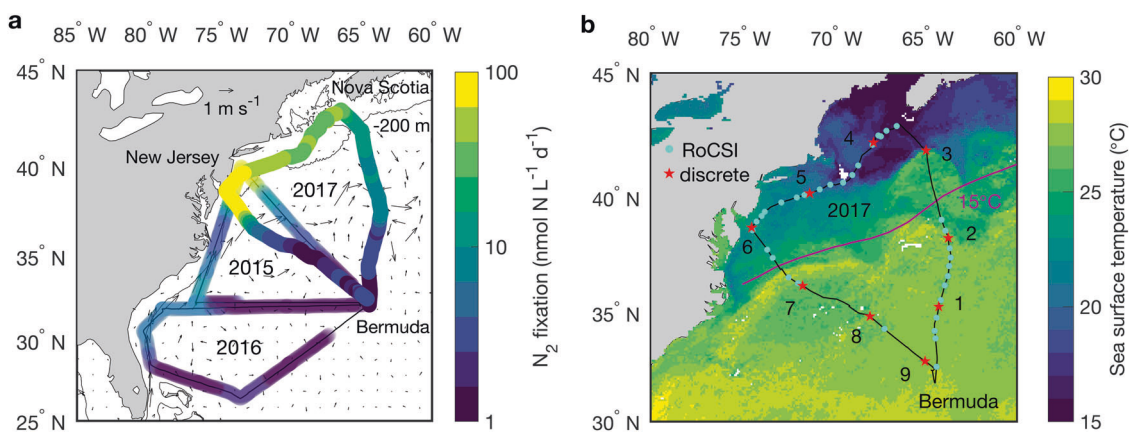 a
85° W 80° W 75° W 70° W 65° W 60° W
45° N
40° N
35° N
30° N
25° N
1 m s⁻¹
Nova Scotia
-200 m
New Jersey
2017
2015
Bermuda
2016
100
10
1
N₂ fixation (nmol N L⁻¹ d⁻¹)
b
80° W 70° W 65° W 60° W
45° N
40° N
35° N
30° N
4
RoCSI
3
discrete
5
2017
15°C
6
2
7
1
8
9
Bermuda
30
25
20
15
Sea surface temperature (°C)